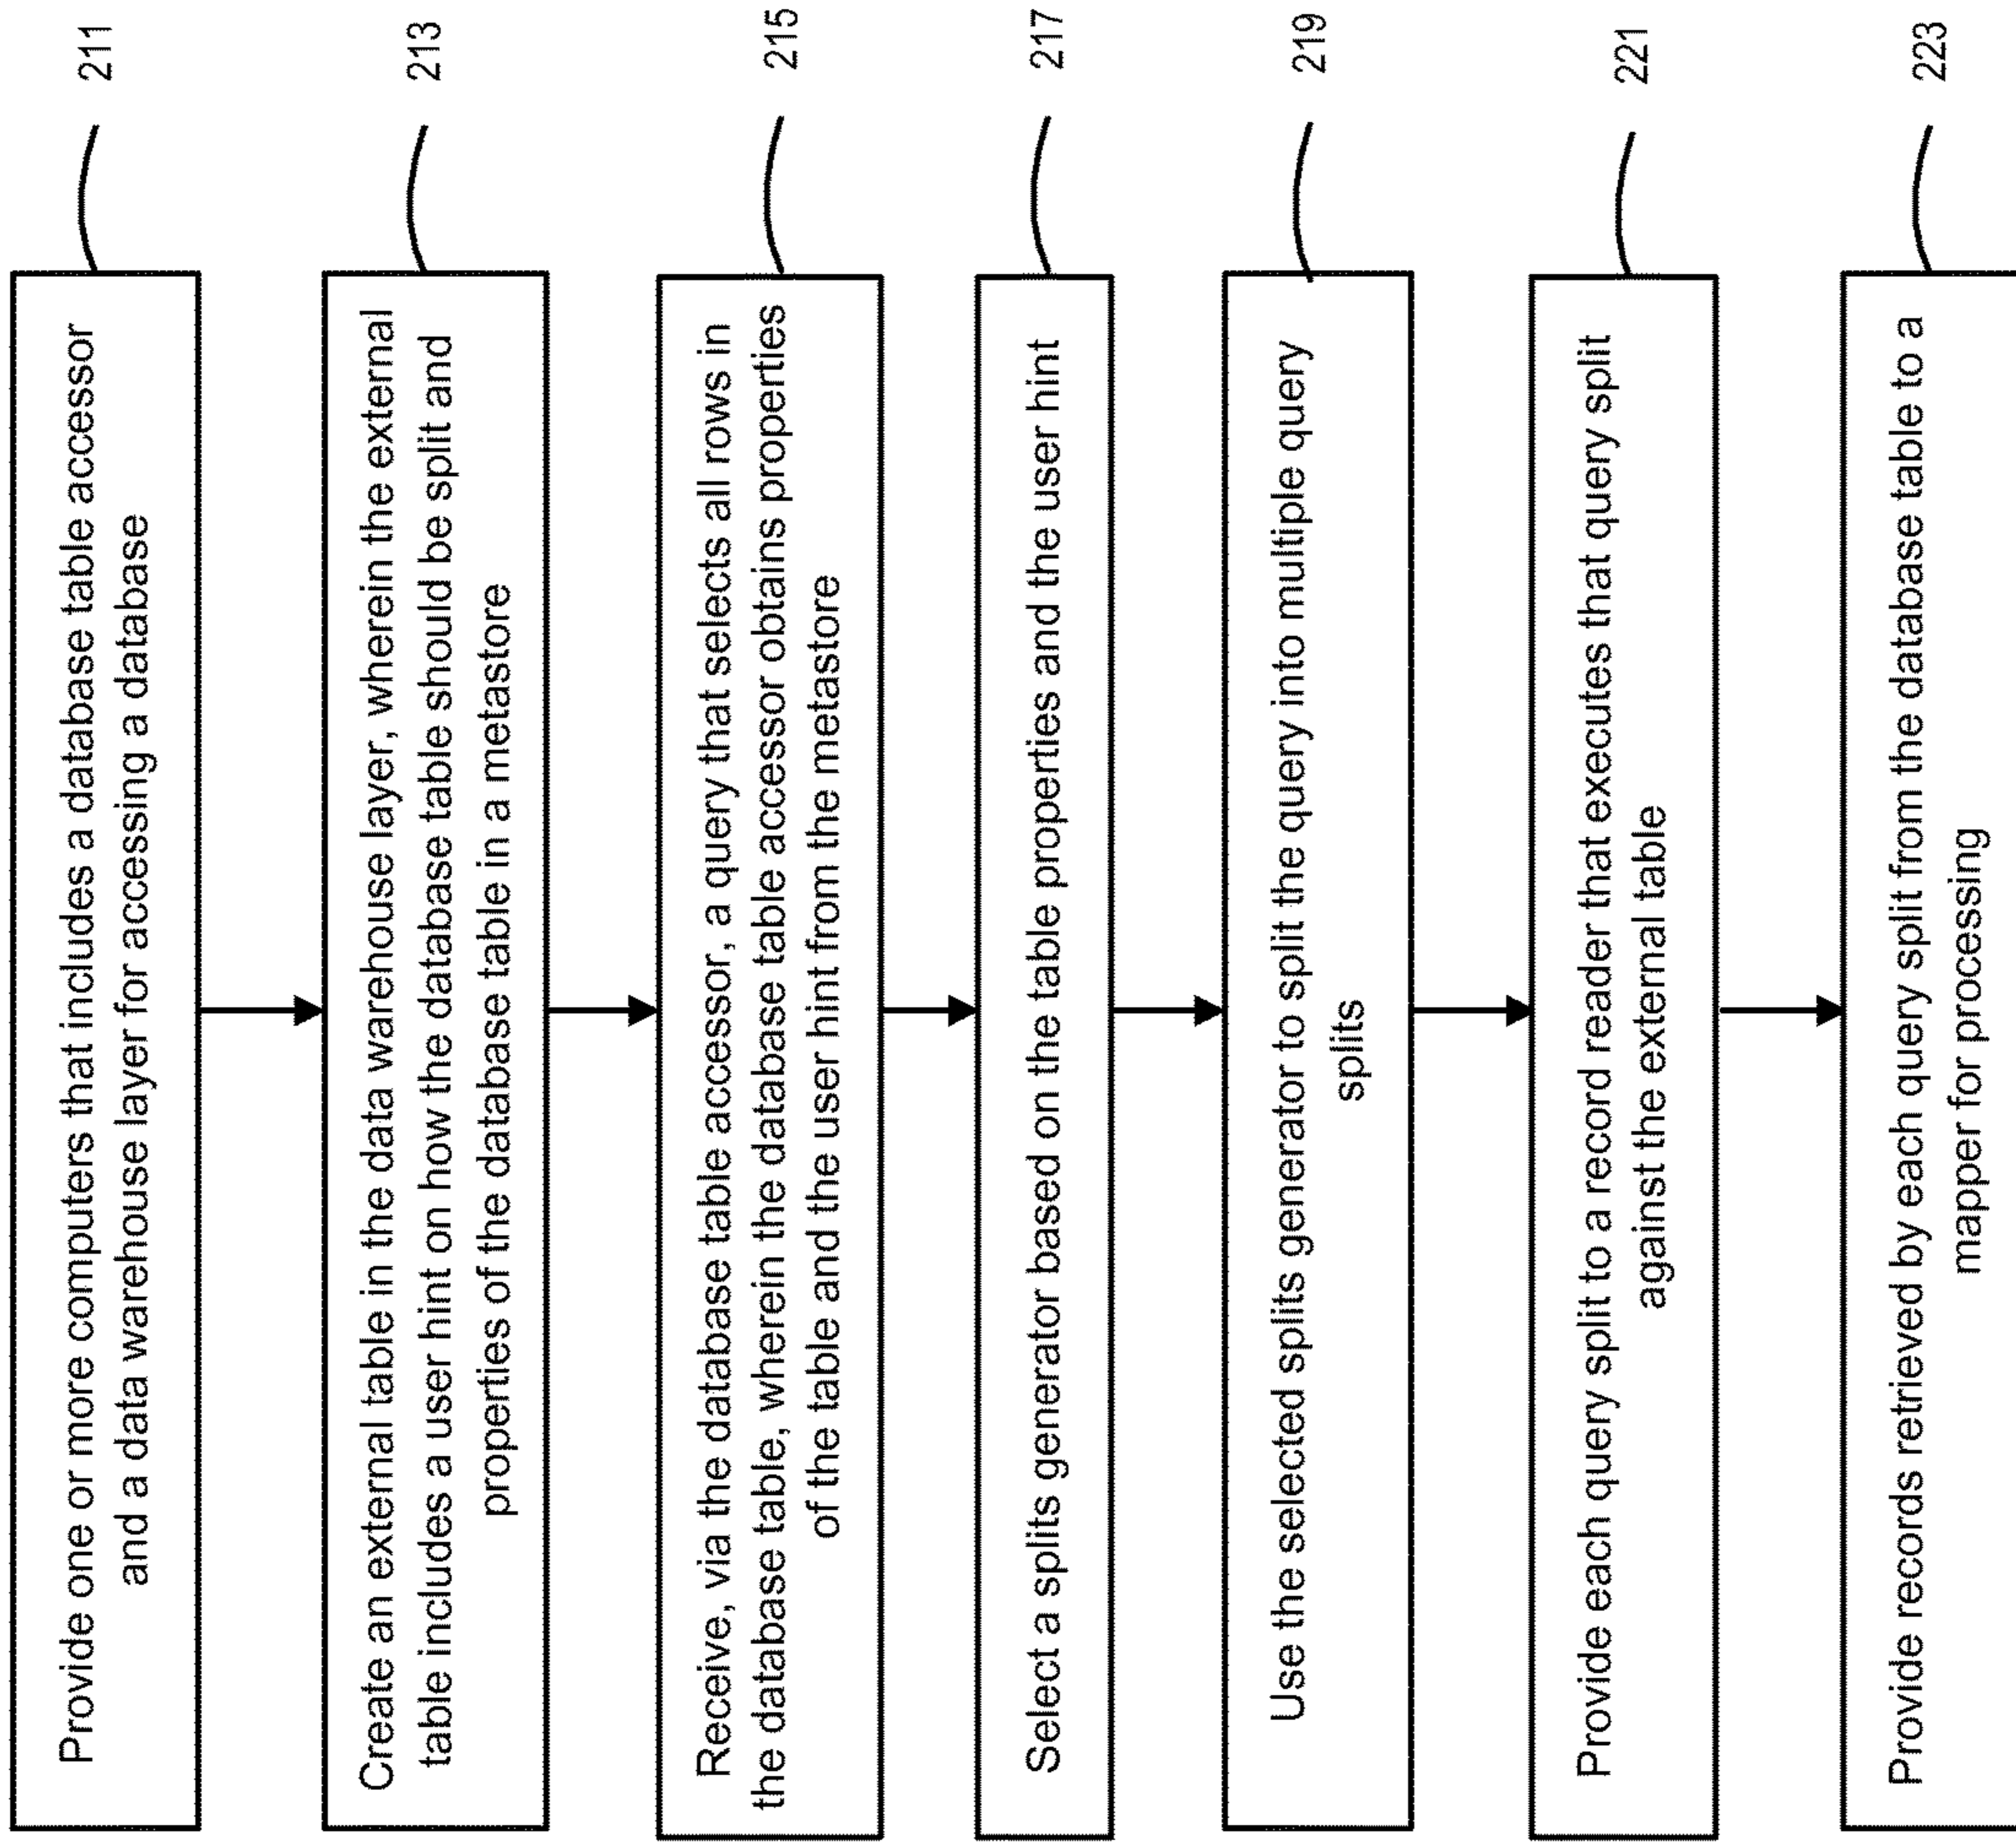 Provide one or more computers that includes a database table accessor
and a data warehouse layer for accessing a database
211
Create an external table in the data warehouse layer, wherein the external
table includes a user hint on how the database table should be split and
properties of the database table in a metastore
213
Receive, via the database table accessor, a query that selects all rows in
the database table, wherein the database table accessor obtains properties
of the table and the user hint from the metastore
215
Select a splits generator based on the table properties and the user hint
217
Use the selected splits generator to split the query into multiple query
splits
219
Provide each query split to a record reader that executes that query split
against the external table
221
Provide records retrieved by each query split from the database table to a
mapper for processing
223